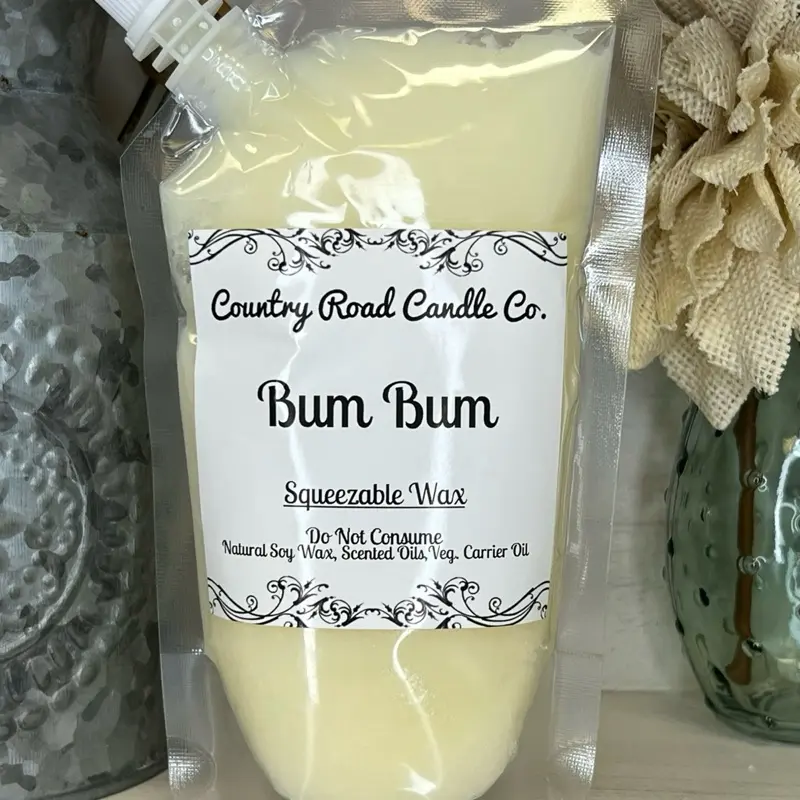 Country Road Candle Co.
Bum Bum
Squeezable Wax
Do Not Consume
Natural Soy Wax, Scented Oils,Veg. Carrier Oil